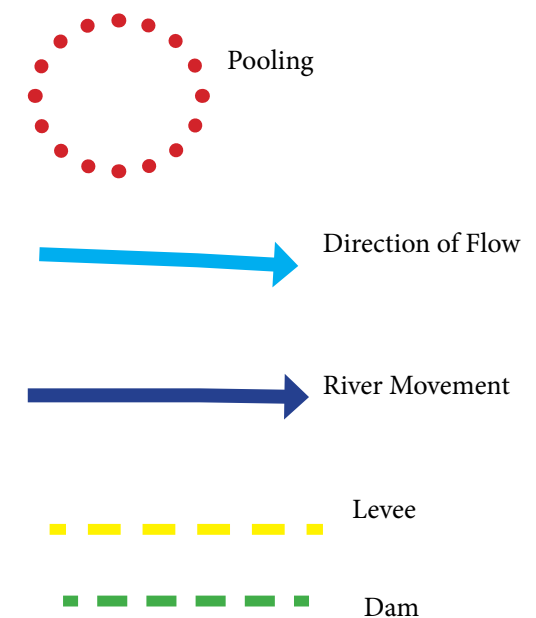 Pooling
Direction of Flow
River Movement
Levee
Dam